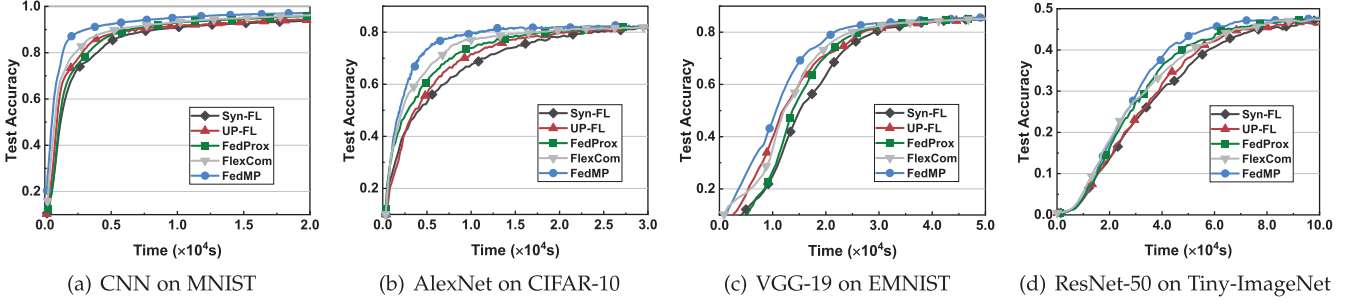 Test Accuracy
1.0
0.8
0.6
0.4
0.2
Syn-FL
UP-FL
FedProx
FlexCom
FedMP
0.0 0.5 1.0 1.5 2.0
Time (×10⁴s)
(a) CNN on MNIST
Test Accuracy
0.8
0.6
0.4
0.2
Syn-FL
UP-FL
FedProx
FlexCom
FedMP
0.0 0.5 1.0 1.5 2.0 2.5 3.0
Time (×10⁴s)
(b) AlexNet on CIFAR-10
Test Accuracy
0.8
0.6
0.4
0.2
Syn-FL
UP-FL
FedProx
FlexCom
FedMP
0.0 1.0 2.0 3.0 4.0 5.0
Time (×10⁴s)
(c) VGG-19 on EMNIST
Test Accuracy
0.5
0.4
0.3
0.2
0.1
0.0
Syn-FL
UP-FL
FedProx
FlexCom
FedMP
0.0 2.0 4.0 6.0 8.0 10.0
Time (×10⁴s)
(d) ResNet-50 on Tiny-ImageNet